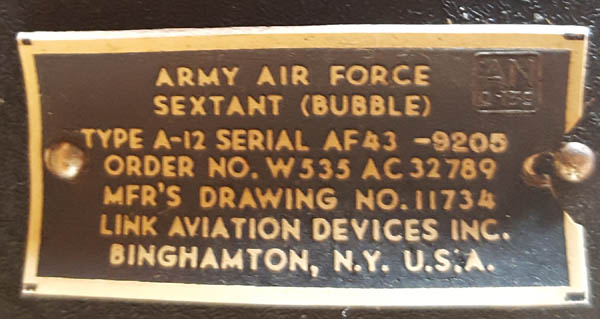 ARMY AIR FORCE
SEXTANT (BUBBLE)
AN
TYPE A-12 SERIAL AF43 -9205
ORDER NO. W535 AC 32789
MFR'S DRAWING NO. 11734
LINK AVIATION DEVICES INC.
BINGHAMTON, N.Y. U.S.A.